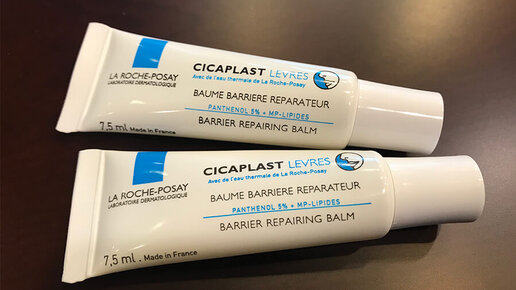 LA ROCHE-POSAY
LABORATOIRE DERMATOLOGIQUE
CICAPLAST LEVRES
Avec de l'eau thermale de La Roche-Posay
BAUME BARRIERE REPARATEUR
PANTHENOL 5% + MP-LIPIDES
BARRIER REPAIRING BALM
7,5 ml. Made in France
LA ROCHE-POSAY
LABORATOIRE DERMATOLOGIQUE
CICAPLAST LEVRES
Avec de l'eau thermale de La Roche-Posay
BAUME BARRIERE REPARATEUR
PANTHENOL 5% + MP-LIPIDES
BARRIER REPAIRING BALM
7,5 ml. Made in France